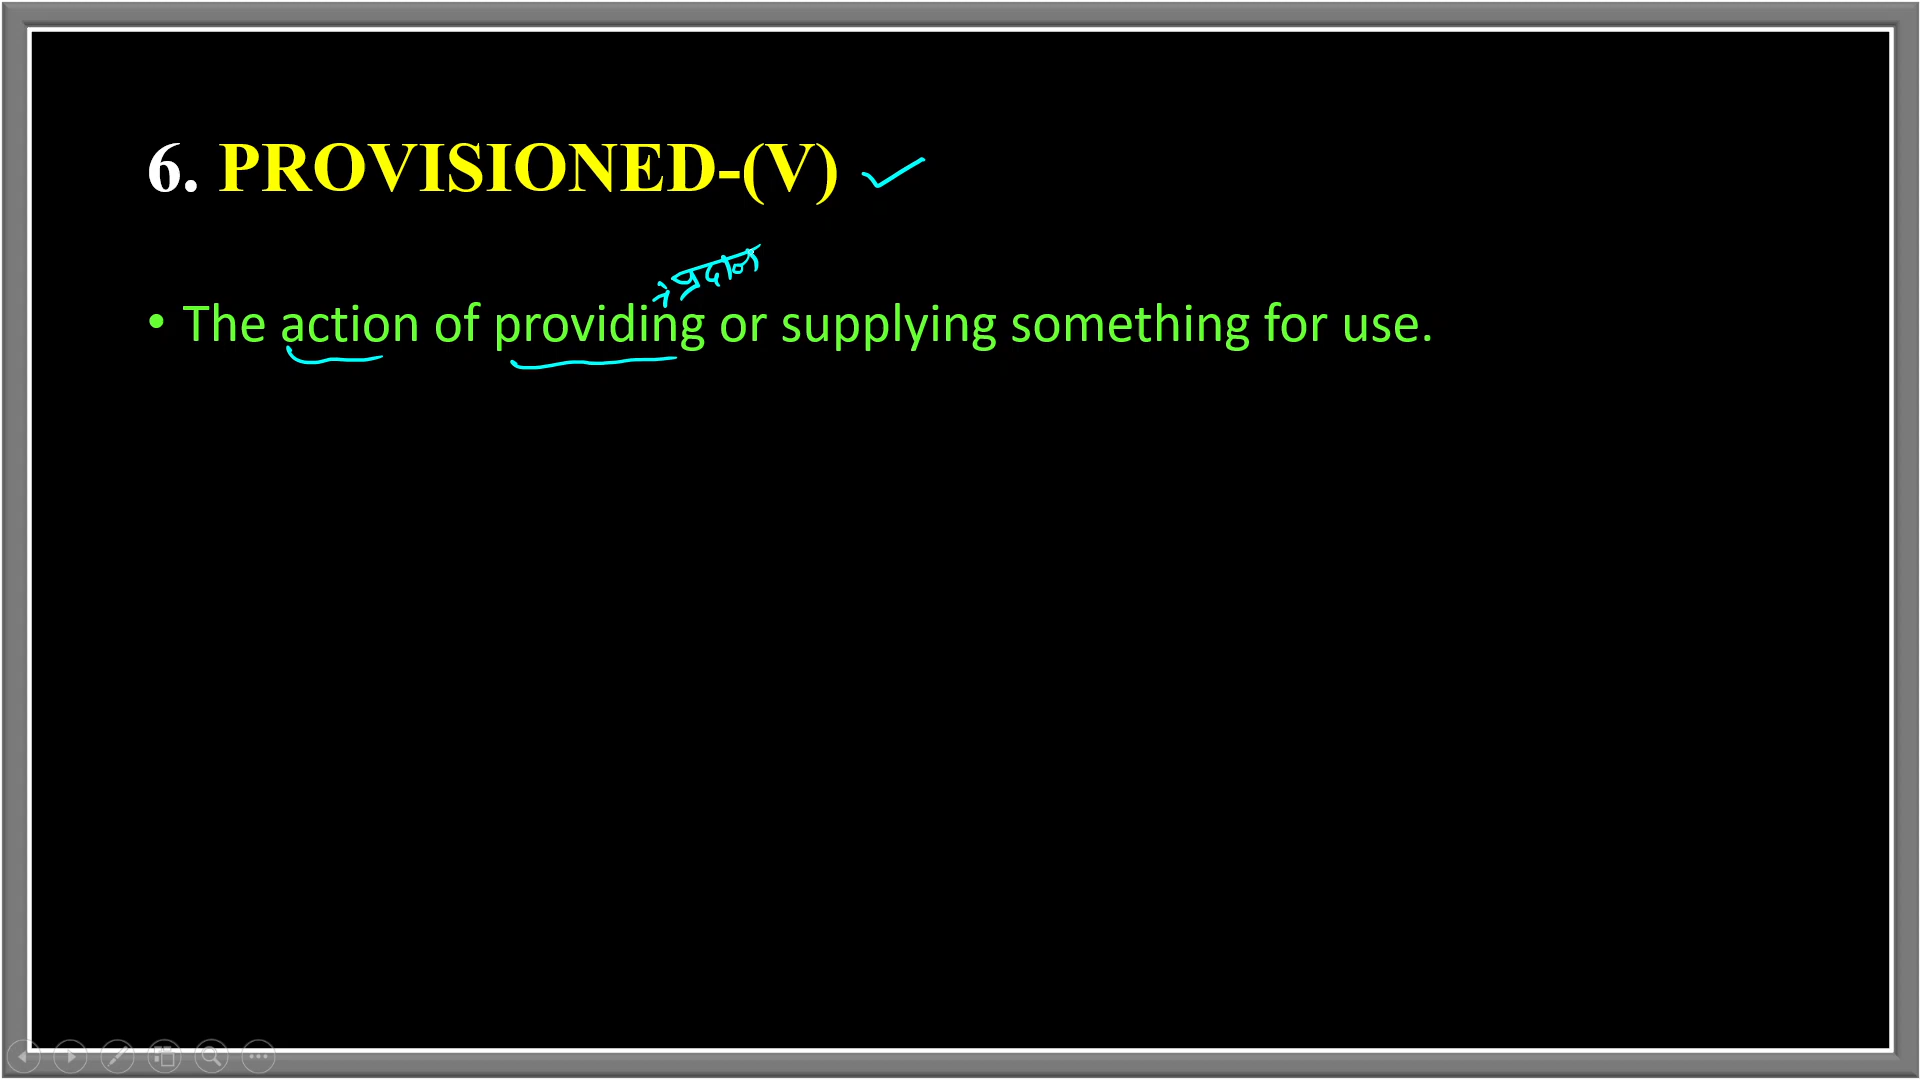 6. PROVISIONED-(V)
प्रदान
• The action of providing or supplying something for use.